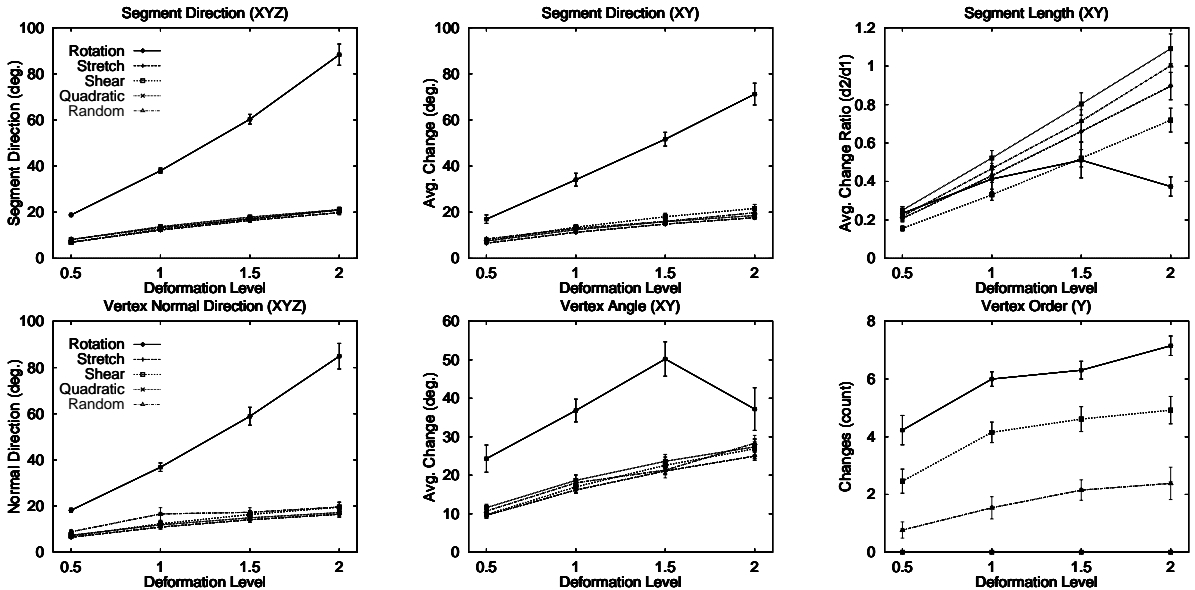 Segment Direction (XYZ)
Segment Direction (deg.)
100
80
60
40
20
0
Rotation
Stretch
Shear
Quadratic
Random
0.5 1 1.5 2
Deformation Level
Segment Direction (XY)
Avg. Change (deg.)
100
80
60
40
20
0
0.5 1 1.5 2
Deformation Level
Segment Length (XY)
Avg. Change Ratio (d2/d1)
1.2
1
0.8
0.6
0.4
0.2
0
0.5 1 1.5 2
Deformation Level
Vertex Normal Direction (XYZ)
Normal Direction (deg.)
100
80
60
40
20
0
Rotation
Stretch
Shear
Quadratic
Random
0.5 1 1.5 2
Deformation Level
Vertex Angle (XY)
Avg. Change (deg.)
60
50
40
30
20
10
0
0.5 1 1.5 2
Deformation Level
Vertex Order (Y)
Changes (count)
8
6
4
2
0
0.5 1 1.5 2
Deformation Level